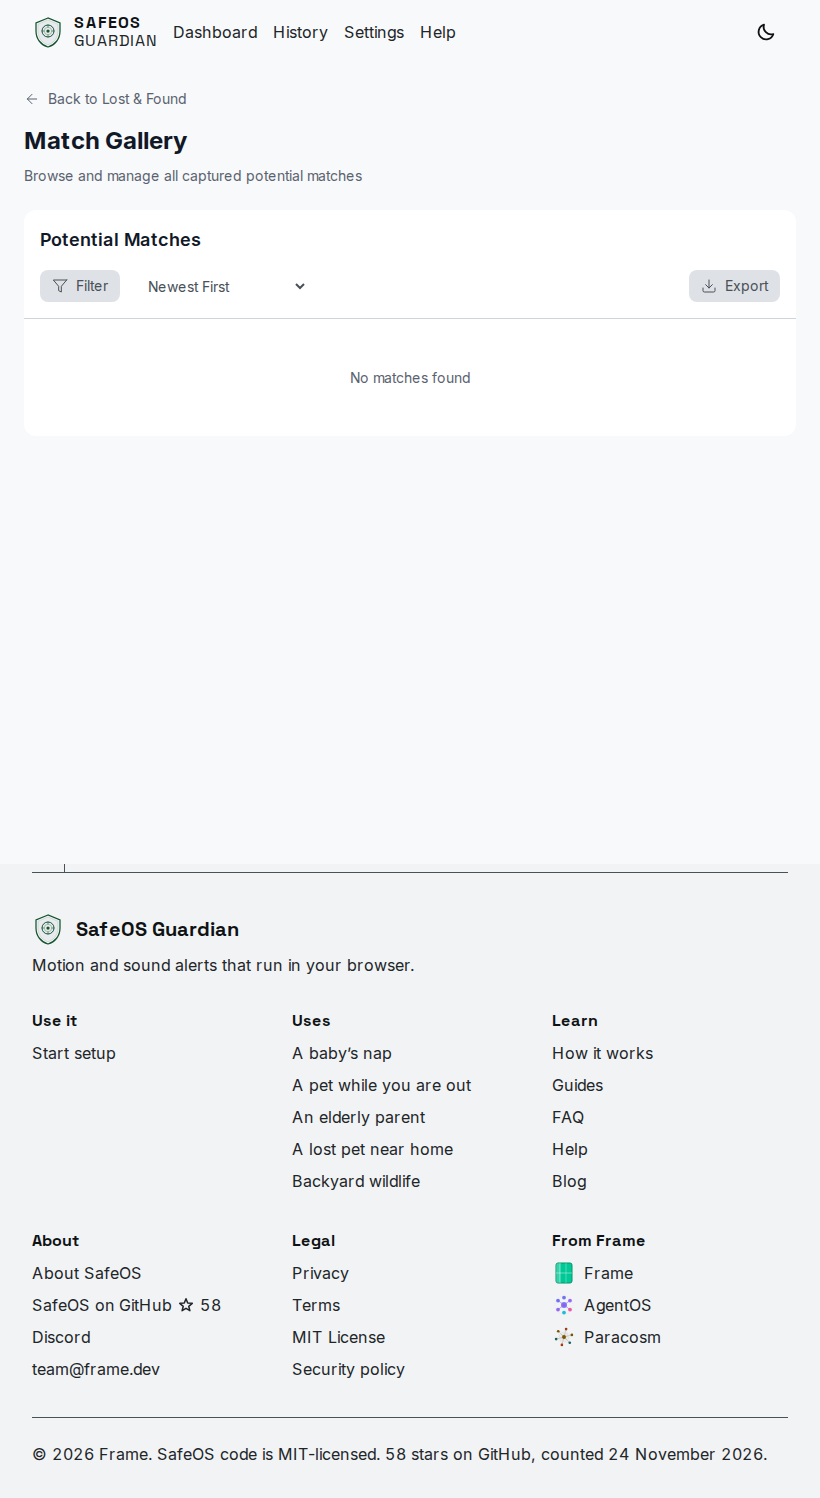 SAFEOS
GUARDIAN
Dashboard
History
Settings
Help
Back to Lost & Found
Match Gallery
Browse and manage all captured potential matches
Potential Matches
Filter
Newest First
Export
No matches found
SafeOS Guardian
Motion and sound alerts that run in your browser.
Use it
Start setup
Uses
A baby's nap
A pet while you are out
An elderly parent
A lost pet near home
Backyard wildlife
Learn
How it works
Guides
FAQ
Help
Blog
About
About SafeOS
SafeOS on GitHub ☆ 58
Discord
team@frame.dev
Legal
Privacy
Terms
MIT License
Security policy
From Frame
Frame
AgentOS
Paracosm
© 2026 Frame. SafeOS code is MIT-licensed. 58 stars on GitHub, counted 24 November 2026.